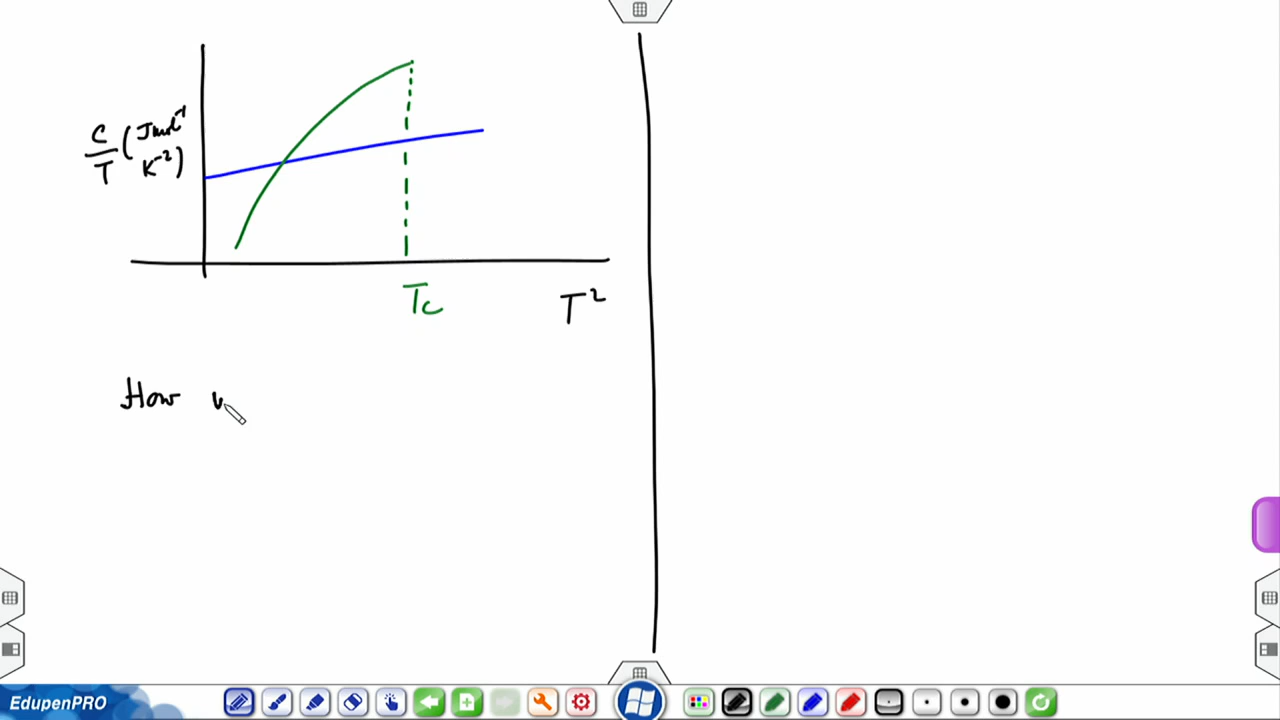 C/T (J mol⁻¹ K⁻²)
Tc
T²
How
EdupenPRO